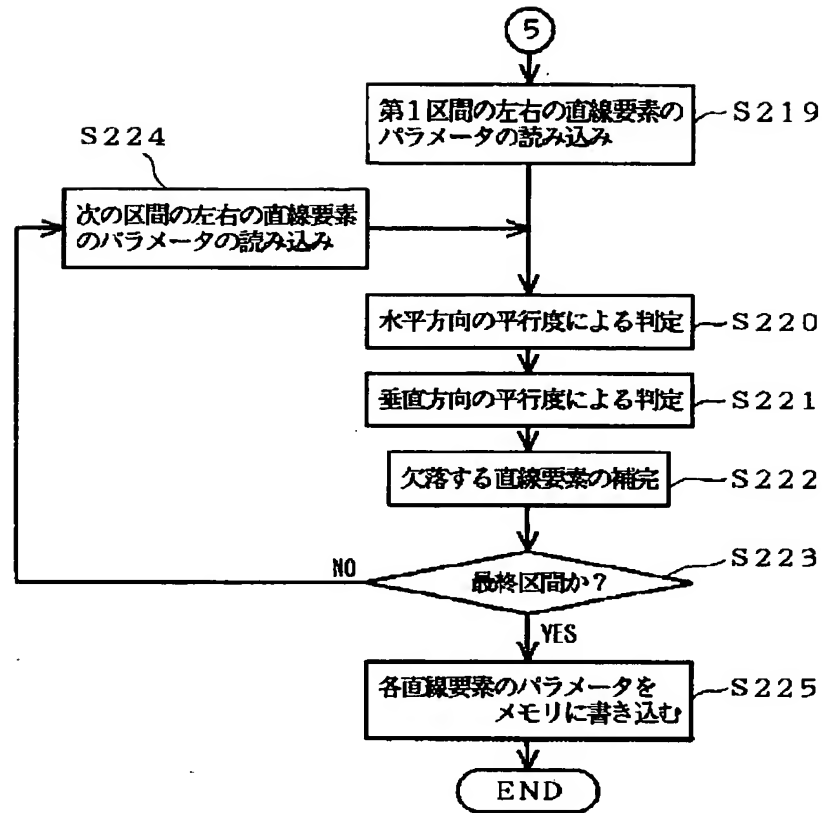 5
第1区間の左右の直線要素の
パラメータの読み込み
S219
S224
次の区間の左右の直線要素
のパラメータの読み込み
水平方向の平行度による判定
S220
垂直方向の平行度による判定
S221
欠落する直線要素の補完
S222
最終区間か?
S223
NO
YES
各直線要素のパラメータを
メモリに書き込む
S225
END